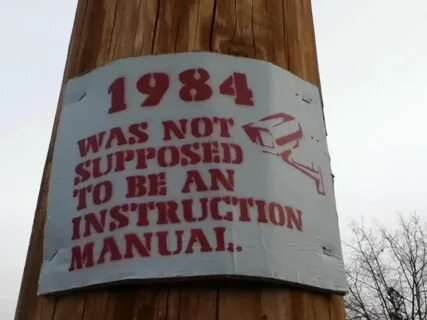 1984
WAS NOT
SUPPOSED
TO BE AN
INSTRUCTION
MANUAL.